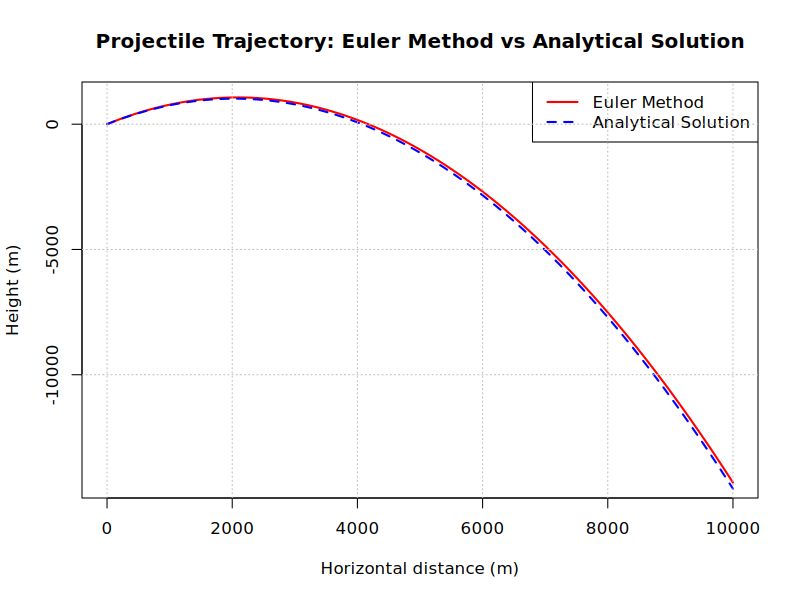 Projectile Trajectory: Euler Method vs Analytical Solution
Euler Method
Analytical Solution
0
-5000
-10000
Height (m)
0 2000 4000 6000 8000 10000
Horizontal distance (m)